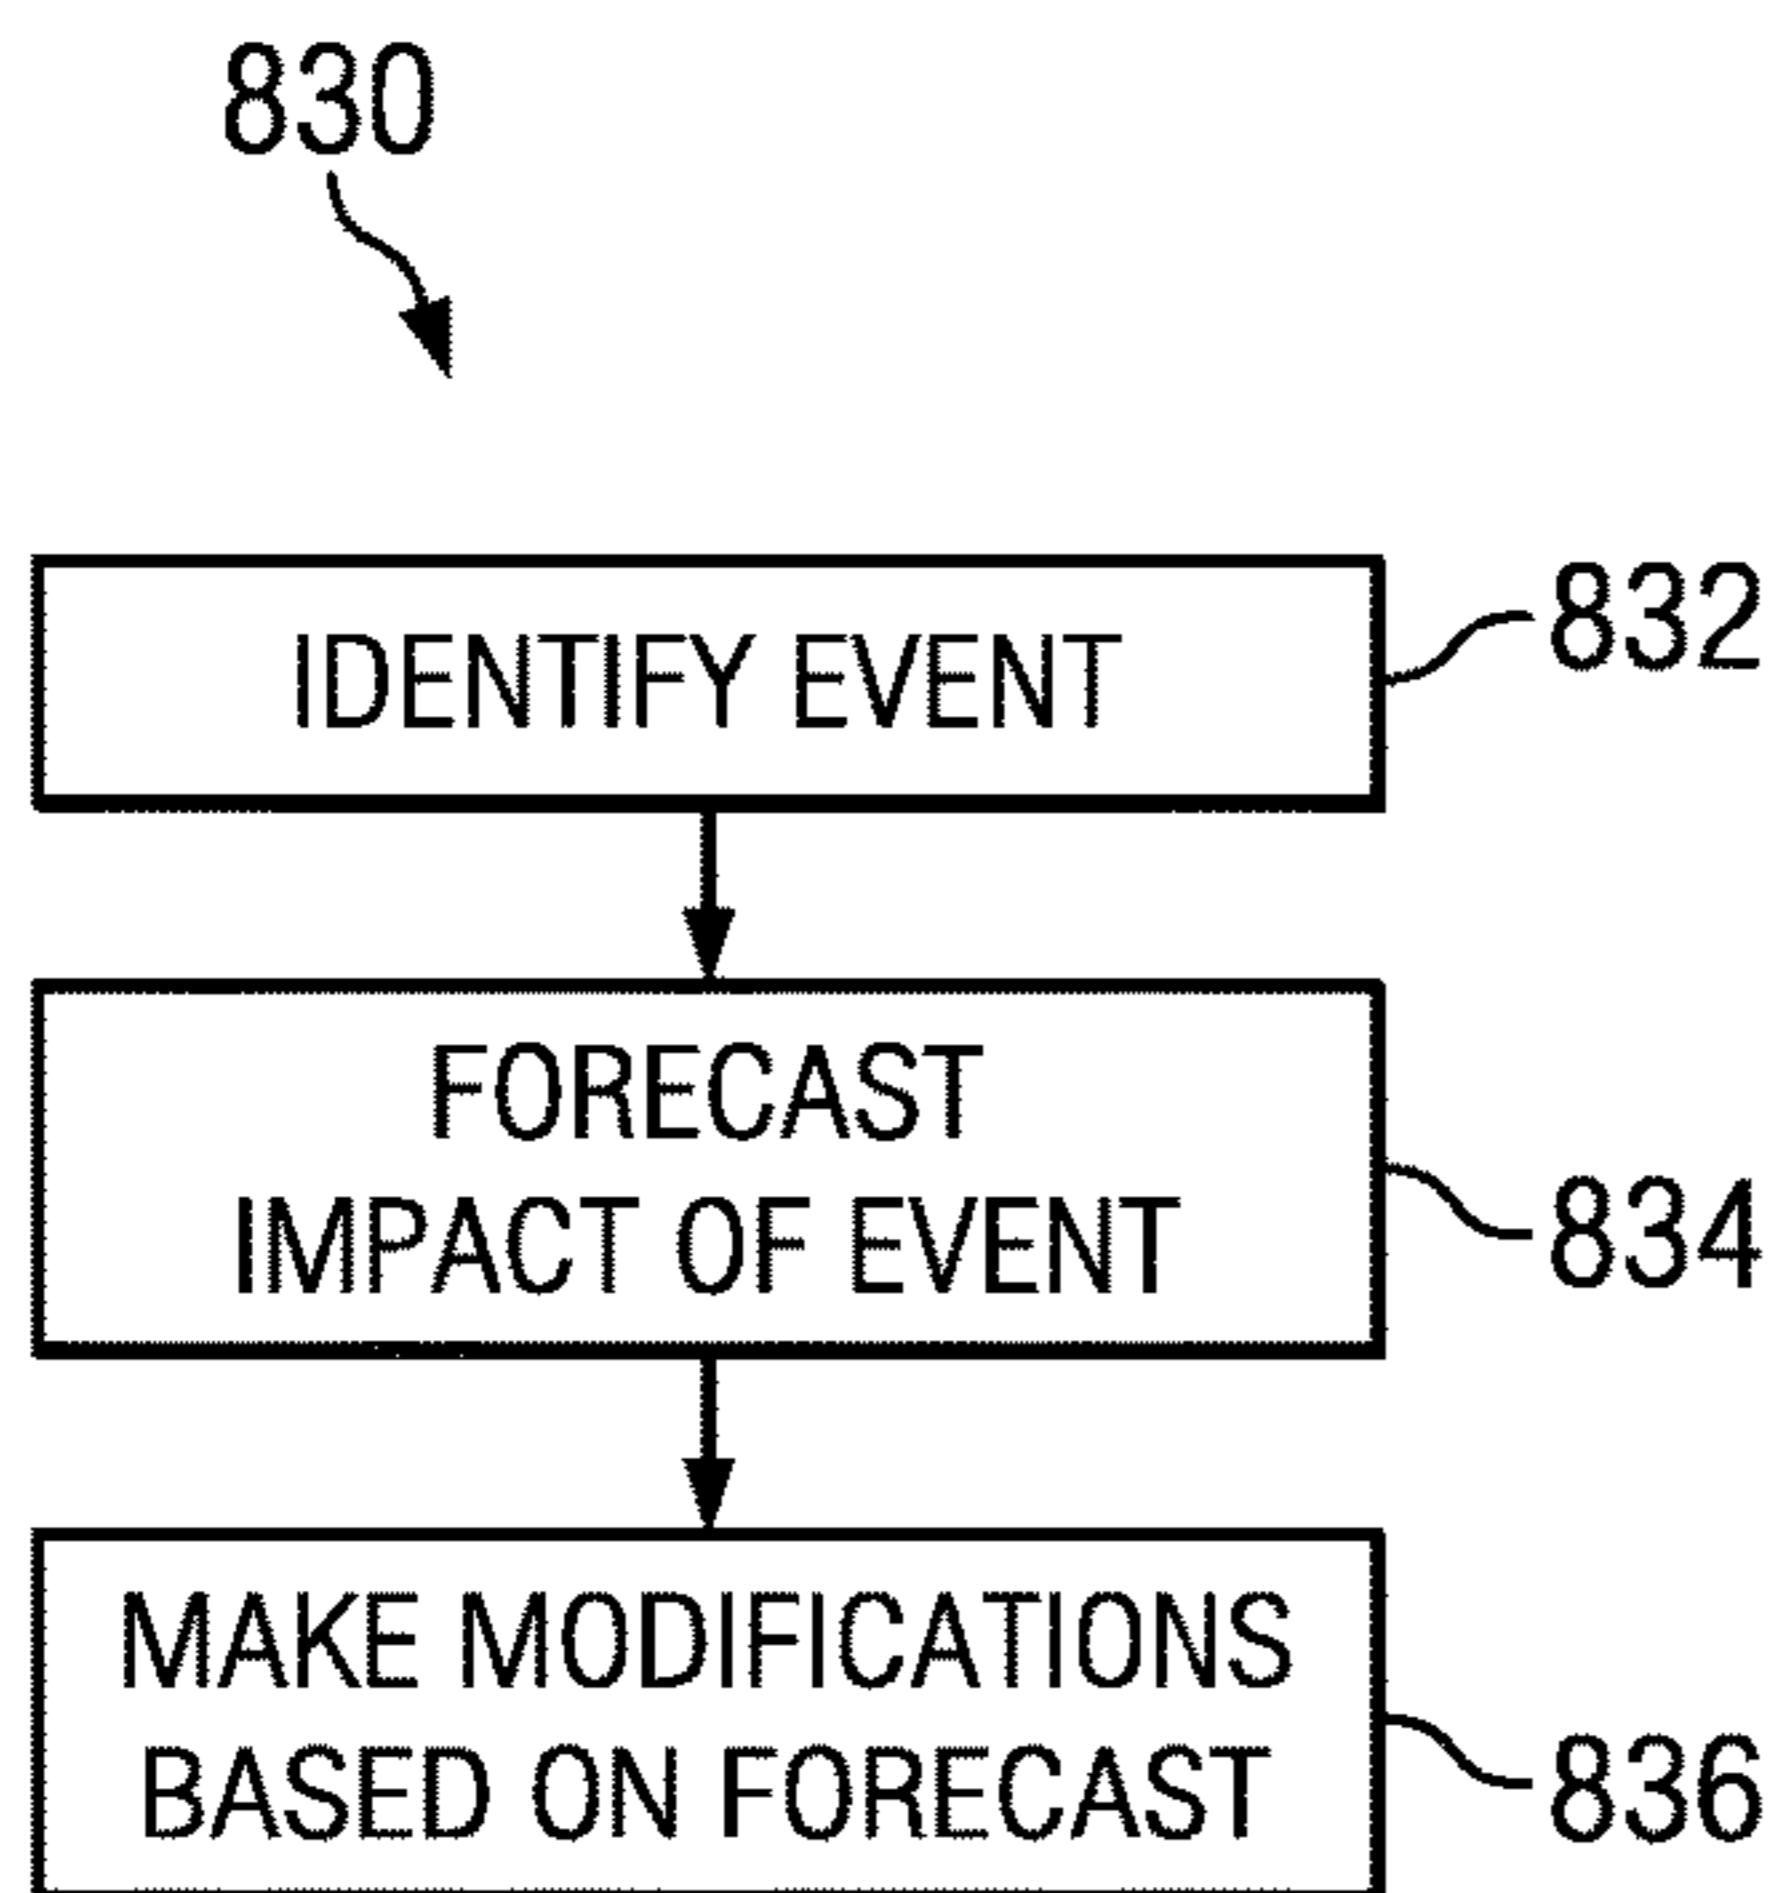 830
IDENTIFY EVENT
832
FORECAST
IMPACT OF EVENT
834
MAKE MODIFICATIONS
BASED ON FORECAST
836